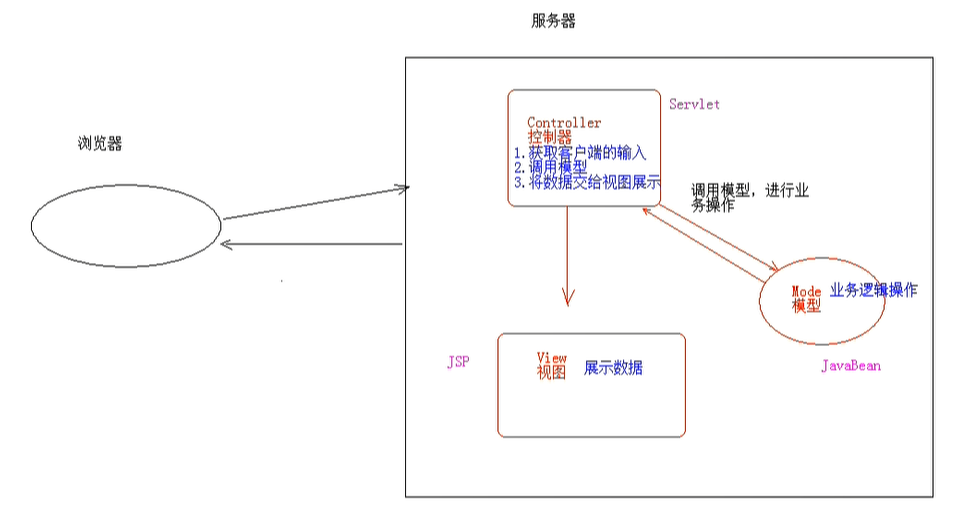 服务器
浏览器
Servlet
Controller
控制器
1.获取客户端的输入
2.调用模型
3.将数据交给视图展示
调用模型，进行业
务操作
Mode 业务逻辑操作
模型
JSP
View
视图 展示数据
JavaBean